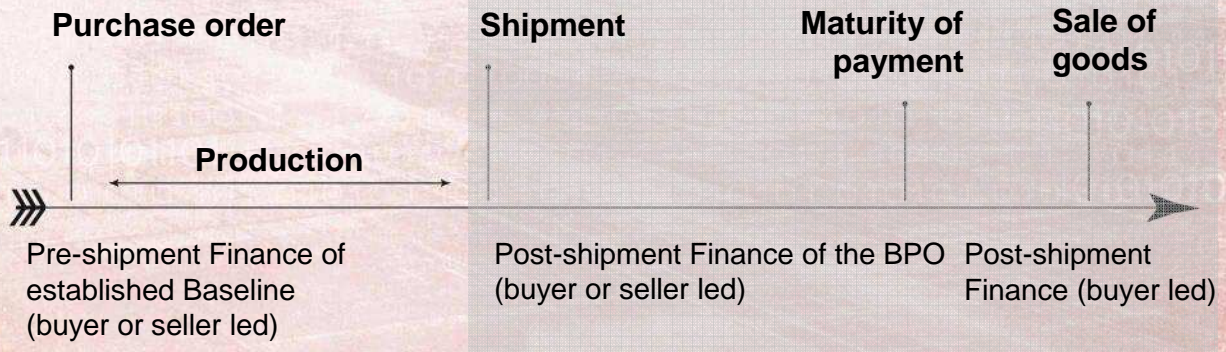 Purchase order
Shipment
Maturity of
payment
Sale of
goods
Production
Pre-shipment Finance of
established Baseline
(buyer or seller led)
Post-shipment Finance of the BPO
(buyer or seller led)
Post-shipment
Finance (buyer led)